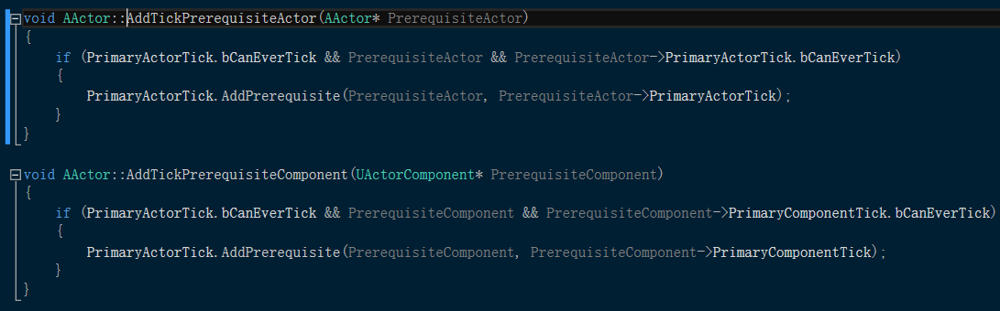 void AActor::AddTickPrerequisiteActor(AActor* PrerequisiteActor)
{
    if (PrimaryActorTick.bCanEverTick && PrerequisiteActor && PrerequisiteActor->PrimaryActorTick.bCanEverTick)
    {
        PrimaryActorTick.AddPrerequisite(PrerequisiteActor, PrerequisiteActor->PrimaryActorTick);
    }
}
void AActor::AddTickPrerequisiteComponent(UActorComponent* PrerequisiteComponent)
{
    if (PrimaryActorTick.bCanEverTick && PrerequisiteComponent && PrerequisiteComponent->PrimaryComponentTick.bCanEverTick)
    {
        PrimaryActorTick.AddPrerequisite(PrerequisiteComponent, PrerequisiteComponent->PrimaryComponentTick);
    }
}